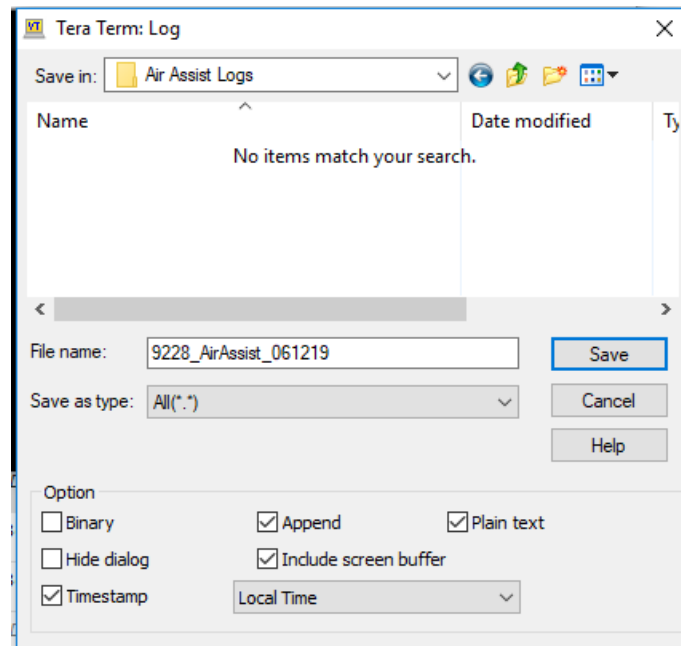 VT Tera Term: Log
Save in: Air Assist Logs
Name Date modified Ty
No items match your search.
File name: 9228_AirAssist_061219 Save
Save as type: All(*.*) Cancel
Help
Option
Binary Append Plain text
Hide dialog Include screen buffer
Timestamp Local Time